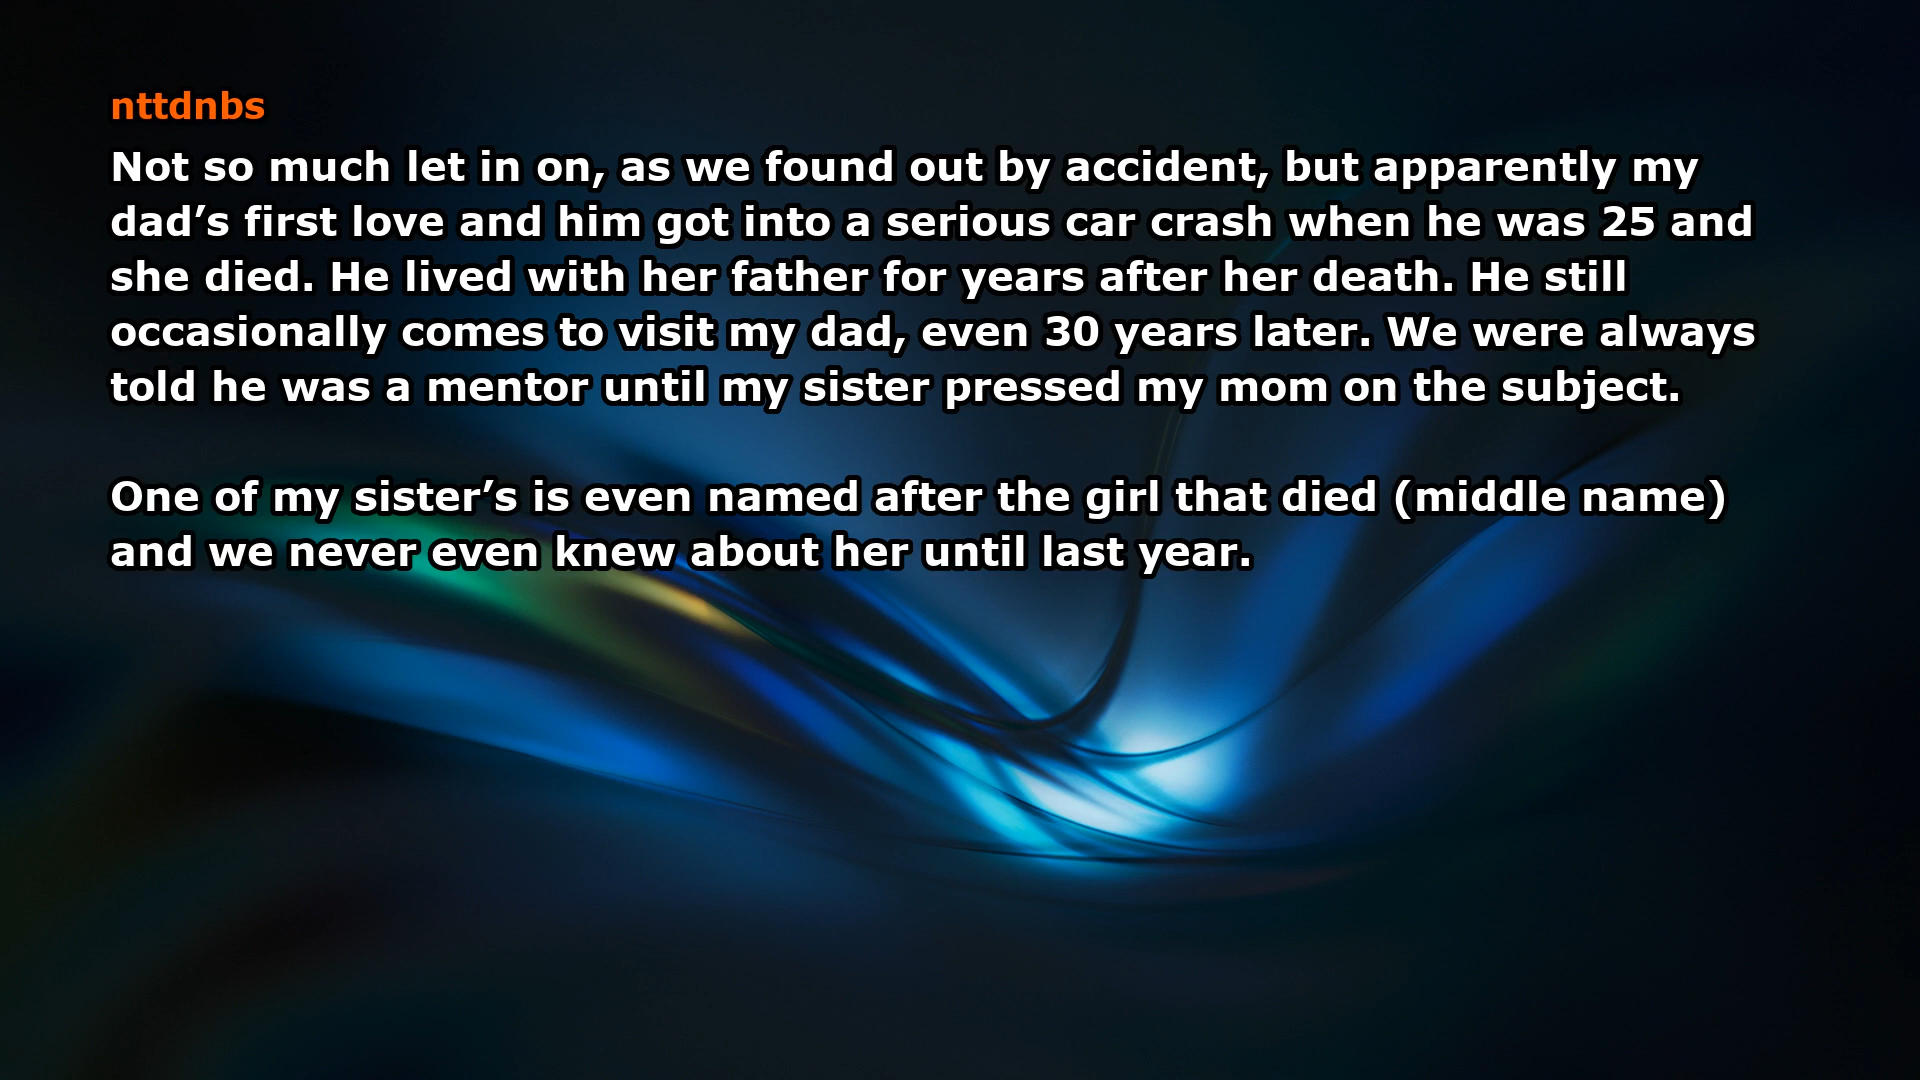 nttdnbs
Not so much let in on, as we found out by accident, but apparently my
dad’s first love and him got into a serious car crash when he was 25 and
she died. He lived with her father for years after her death. He still
occasionally comes to visit my dad, even 30 years later. We were always
told he was a mentor until my sister pressed my mom on the subject.
One of my sister’s is even named after the girl that died (middle name)
and we never even knew about her until last year.